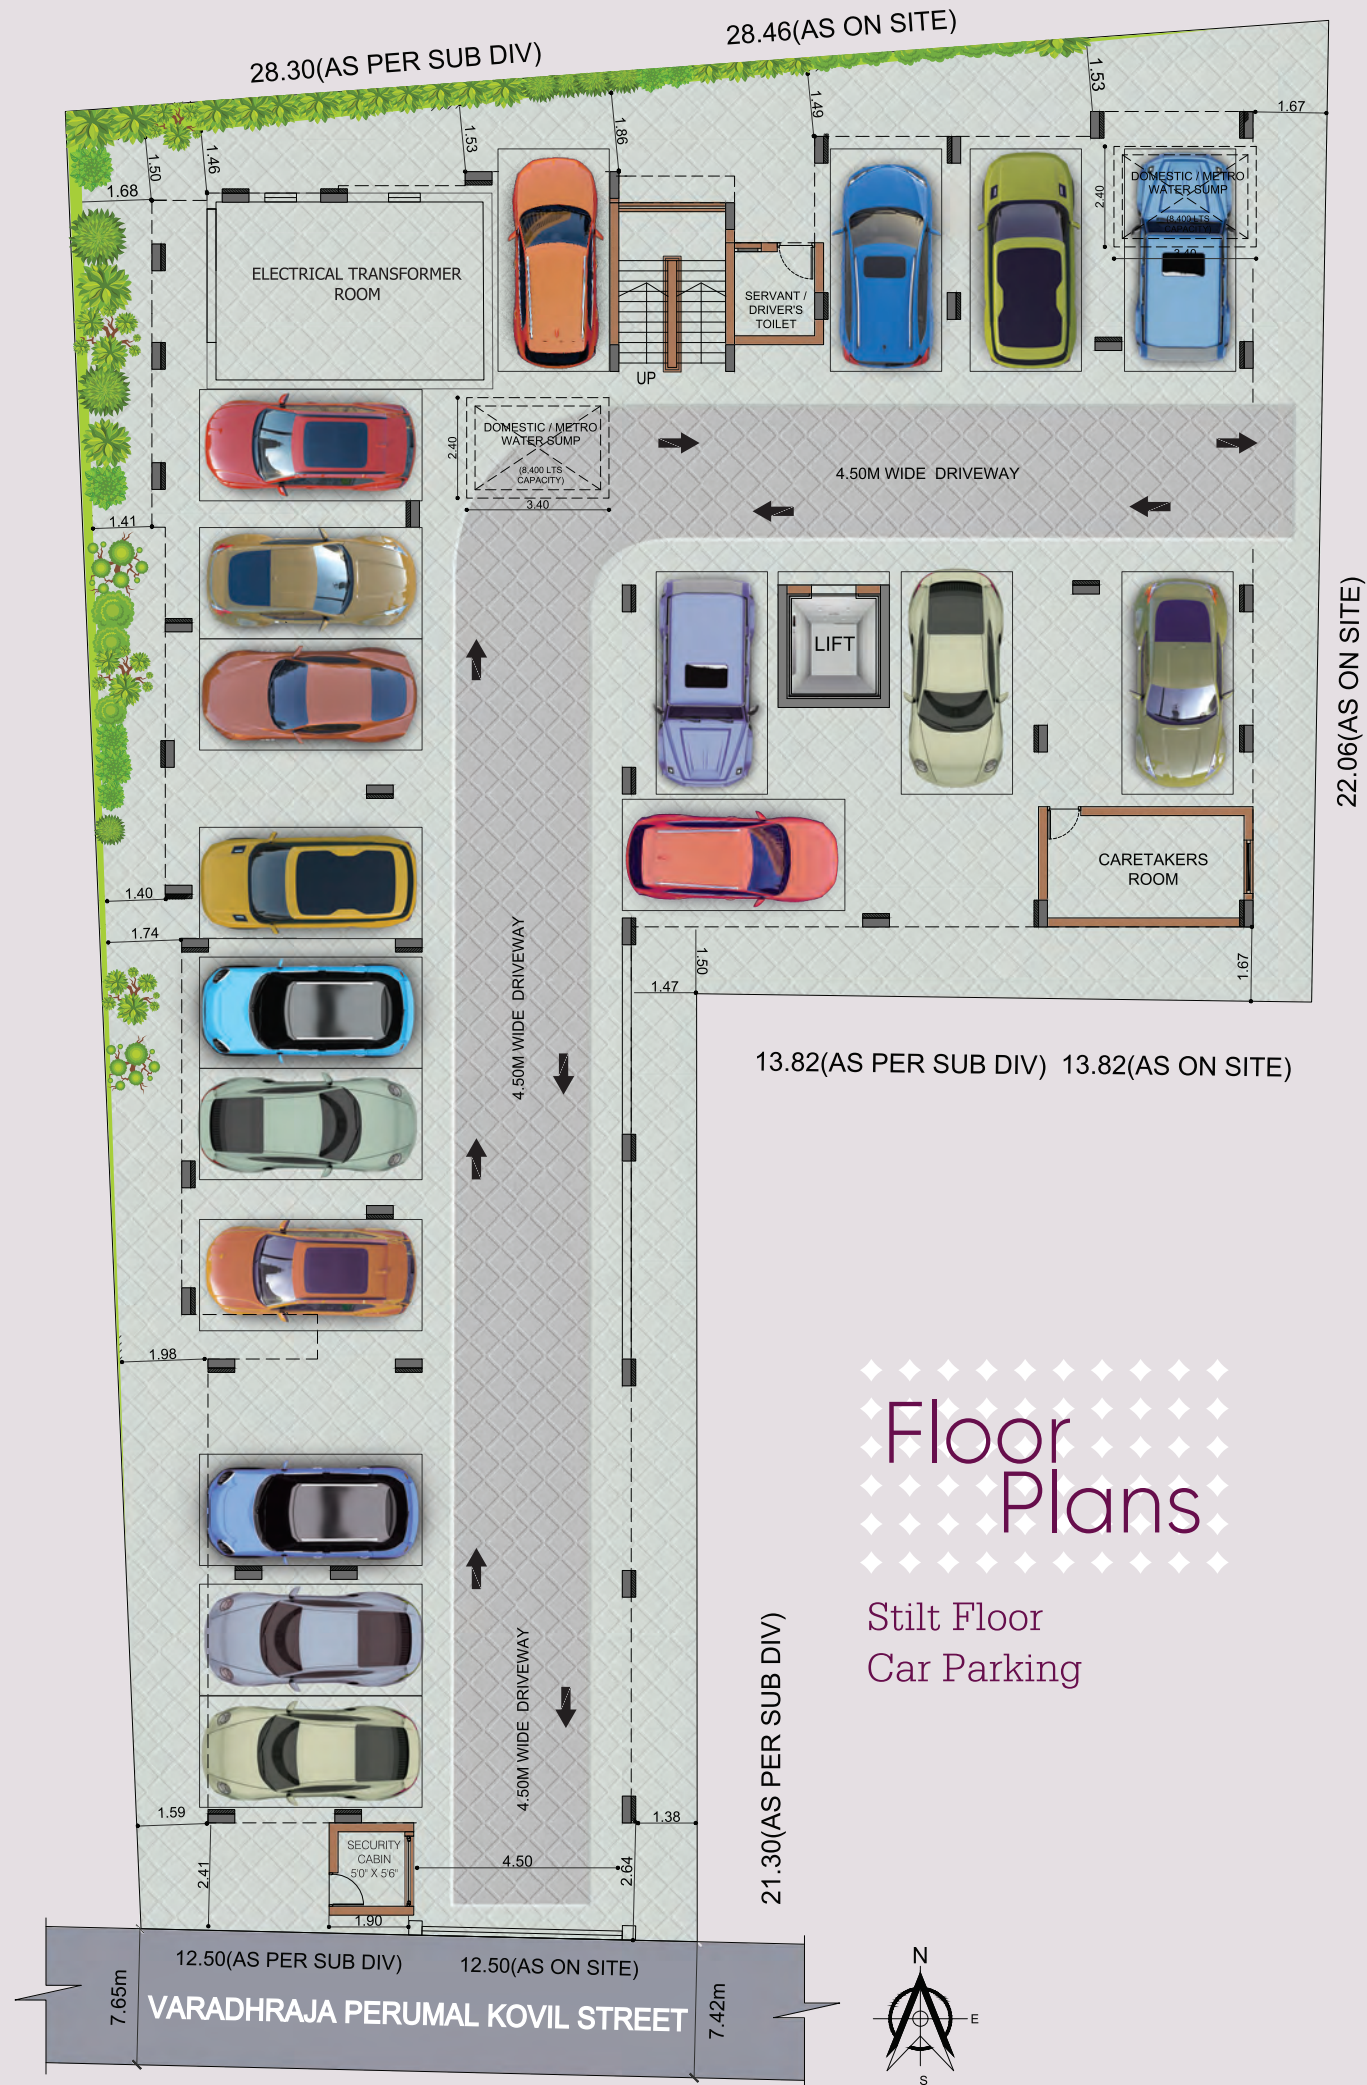 28.30(AS PER SUB DIV)
28.46(AS ON SITE)
1.53
1.49
1.86
1.53
1.46
1.50
1.67
1.68
ELECTRICAL TRANSFORMER
ROOM
SERVANT /
DRIVER'S
TOILET
UP
DOMESTIC / METRO
WATER SUMP
(8,400 LTS
CAPACITY)
2.40
3.40
DOMESTIC / METRO
WATER SUMP
(8,400 LTS
CAPACITY)
2.40
3.40
4.50M WIDE DRIVEWAY
1.41
LIFT
22.06(AS ON SITE)
CARETAKERS
ROOM
1.40
1.74
4.50M WIDE DRIVEWAY
1.50
1.47
1.67
13.82(AS PER SUB DIV)
13.82(AS ON SITE)
1.98
Floor
Plans
Stilt Floor
Car Parking
21.30(AS PER SUB DIV)
4.50M WIDE DRIVEWAY
1.59
1.38
2.41
SECURITY
CABIN
5'0" X 5'6"
4.50
2.64
1.90
12.50(AS PER SUB DIV)
12.50(AS ON SITE)
7.65m
VARADHRAJA PERUMAL KOVIL STREET
7.42m
N
E
S